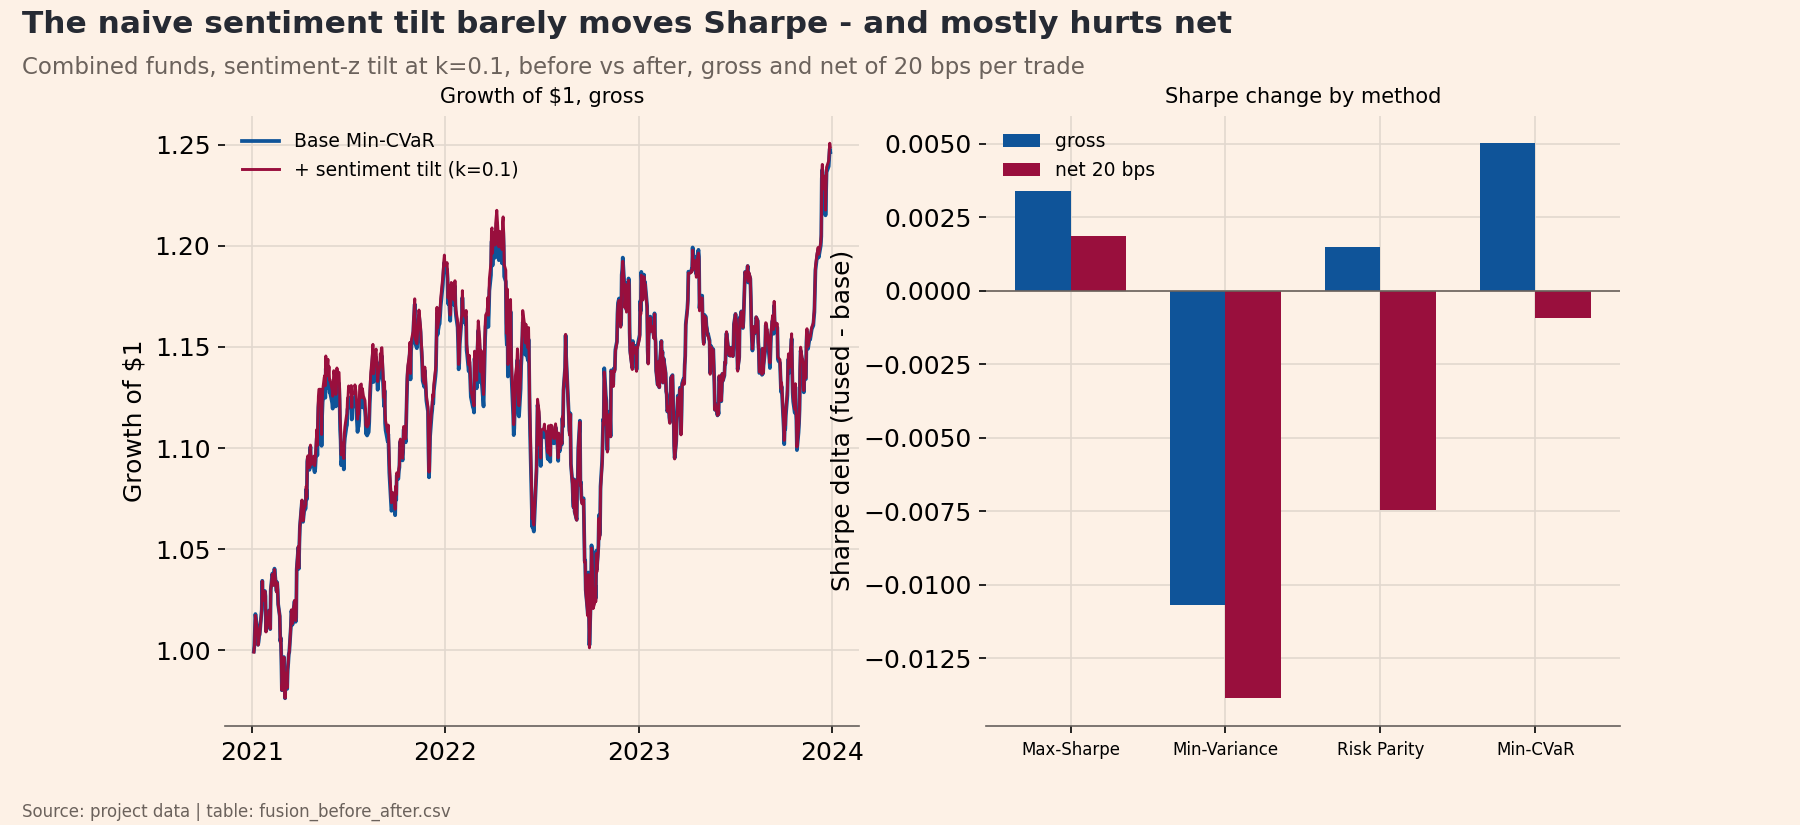 The naive sentiment tilt barely moves Sharpe - and mostly hurts net
Combined funds, sentiment-z tilt at k=0.1, before vs after, gross and net of 20 bps per trade
Growth of $1, gross
Base Min-CVaR
+ sentiment tilt (k=0.1)
Growth of $1
1.25
1.20
1.15
1.10
1.05
1.00
2021
2022
2023
2024
Sharpe change by method
gross
net 20 bps
Sharpe delta (fused - base)
0.0050
0.0025
0.0000
−0.0025
−0.0050
−0.0075
−0.0100
−0.0125
Max-Sharpe
Min-Variance
Risk Parity
Min-CVaR
Source: project data | table: fusion_before_after.csv